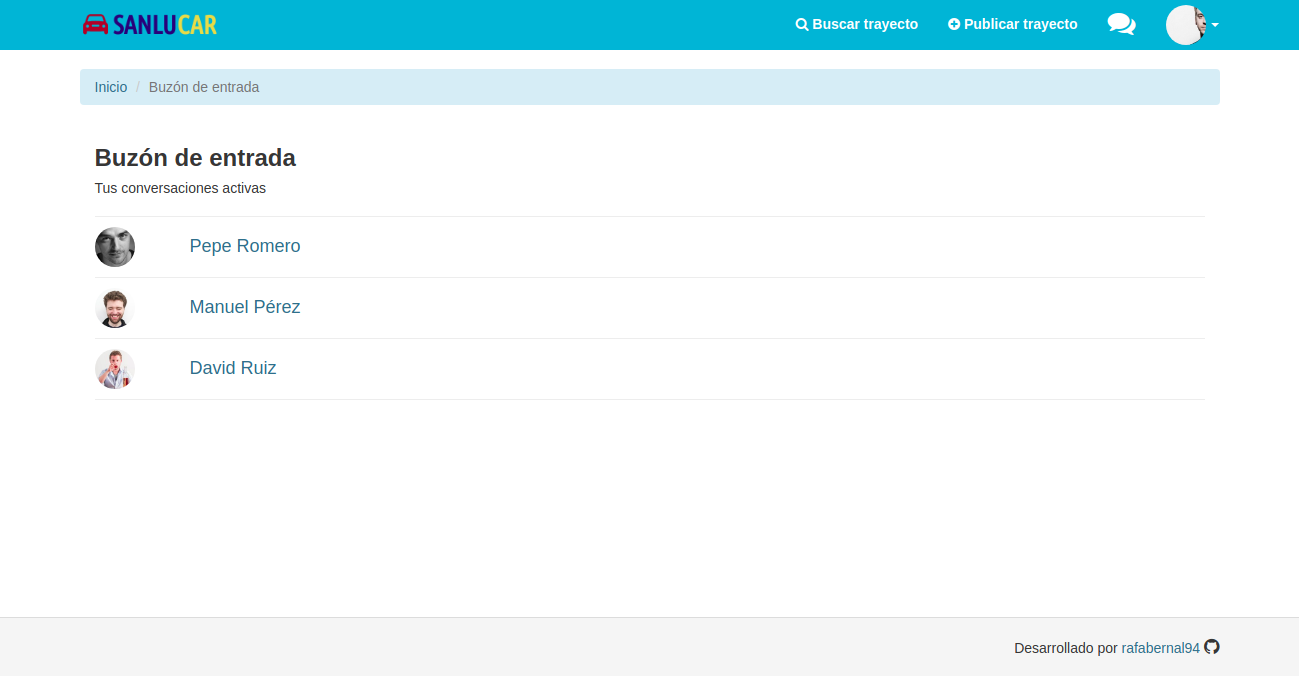 SANLUCAR
Buscar trayecto
Publicar trayecto
Inicio / Buzón de entrada
Buzón de entrada
Tus conversaciones activas
Pepe Romero
Manuel Pérez
David Ruiz
Desarrollado por rafabernal94